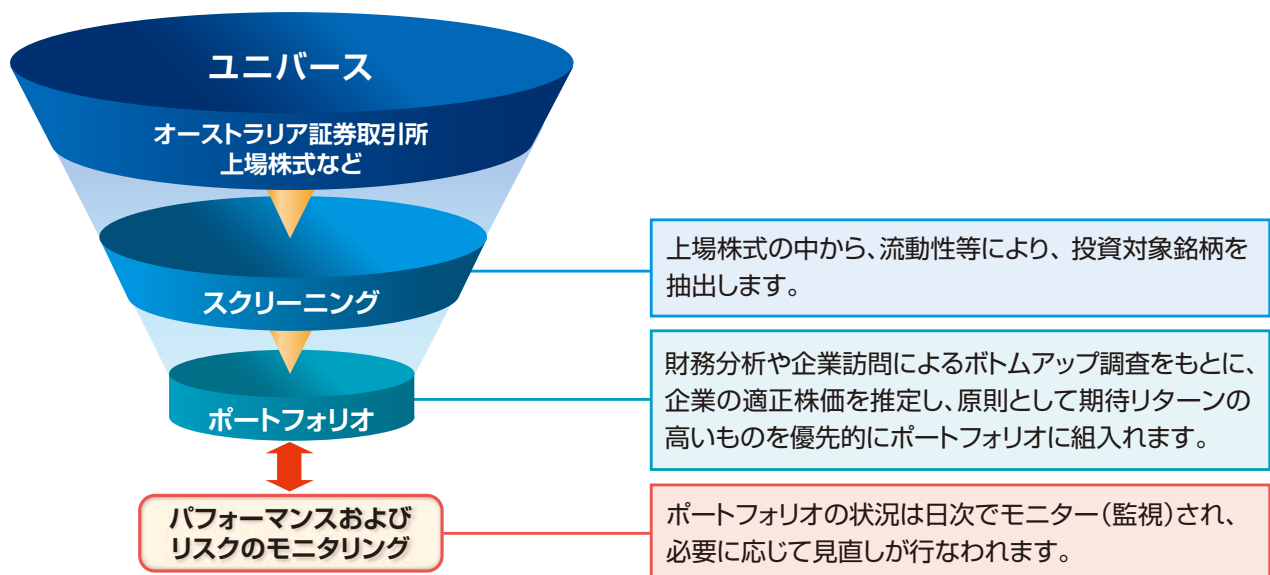 ユニバース
オーストラリア証券取引所
上場株式など
スクリーニング
上場株式の中から、流動性等により、投資対象銘柄を
抽出します。
ポートフォリオ
財務分析や企業訪問によるボトムアップ調査をもとに、
企業の適正株価を推定し、原則として期待リターンの
高いものを優先的にポートフォリオに組入れます。
パフォーマンスおよび
リスクのモニタリング
ポートフォリオの状況は日次でモニター（監視）され、
必要に応じて見直しが行なわれます。